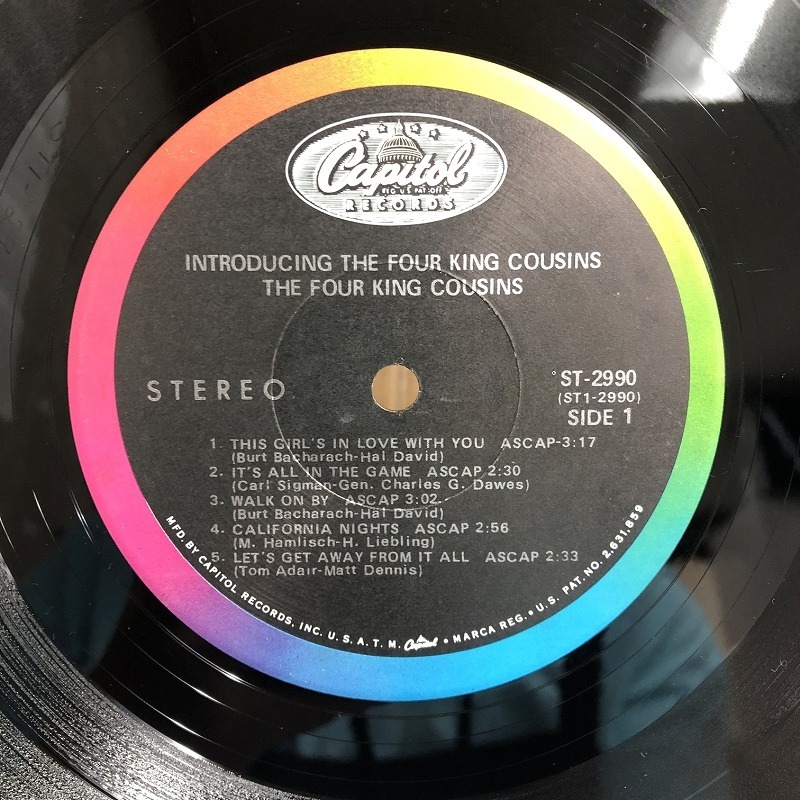 Capitol
REG. U.S. PAT. OFF.
RECORDS
INTRODUCING THE FOUR KING COUSINS
THE FOUR KING COUSINS
STEREO
°ST-2990
(ST1-2990)
SIDE 1
1. THIS GIRL'S IN LOVE WITH YOU ASCAP-3:17
(Burt Bacharach-Hal David)
2. IT'S ALL IN THE GAME ASCAP 2:30
(Carl Sigman-Gen. Charles G. Dawes)
3. WALK ON BY ASCAP 3:02
(Burt Bacharach-Hal David)
4. CALIFORNIA NIGHTS ASCAP 2:56
(M. Hamlisch-H. Liebling)
5. LET'S GET AWAY FROM IT ALL ASCAP 2:33
(Tom Adair-Matt Dennis)
MFD. BY CAPITOL RECORDS, INC. U.S.A. T.M. Capitol • MARCA REG. • U.S. PAT. NO. 2,631,859